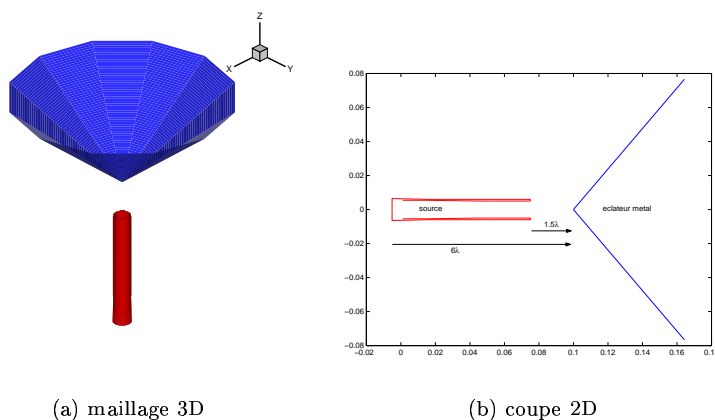 Z
X
Y
0.08
0.06
0.04
0.02
0
−0.02
−0.04
−0.06
−0.08
source
eclateur metal
1.5λ
6λ
−0.02 0 0.02 0.04 0.06 0.08 0.1 0.12 0.14 0.16 0.18
(a) maillage 3D
(b) coupe 2D